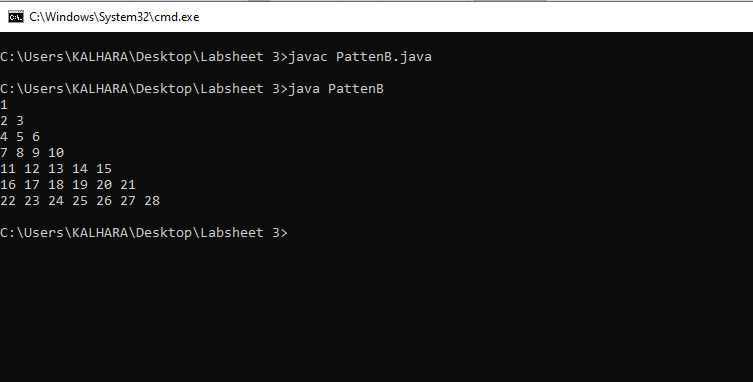 C:\Windows\System32\cmd.exe
C:\Users\KALHARA\Desktop\Labsheet 3>javac PattenB.java
C:\Users\KALHARA\Desktop\Labsheet 3>java PattenB
1
2 3
4 5 6
7 8 9 10
11 12 13 14 15
16 17 18 19 20 21
22 23 24 25 26 27 28
C:\Users\KALHARA\Desktop\Labsheet 3>